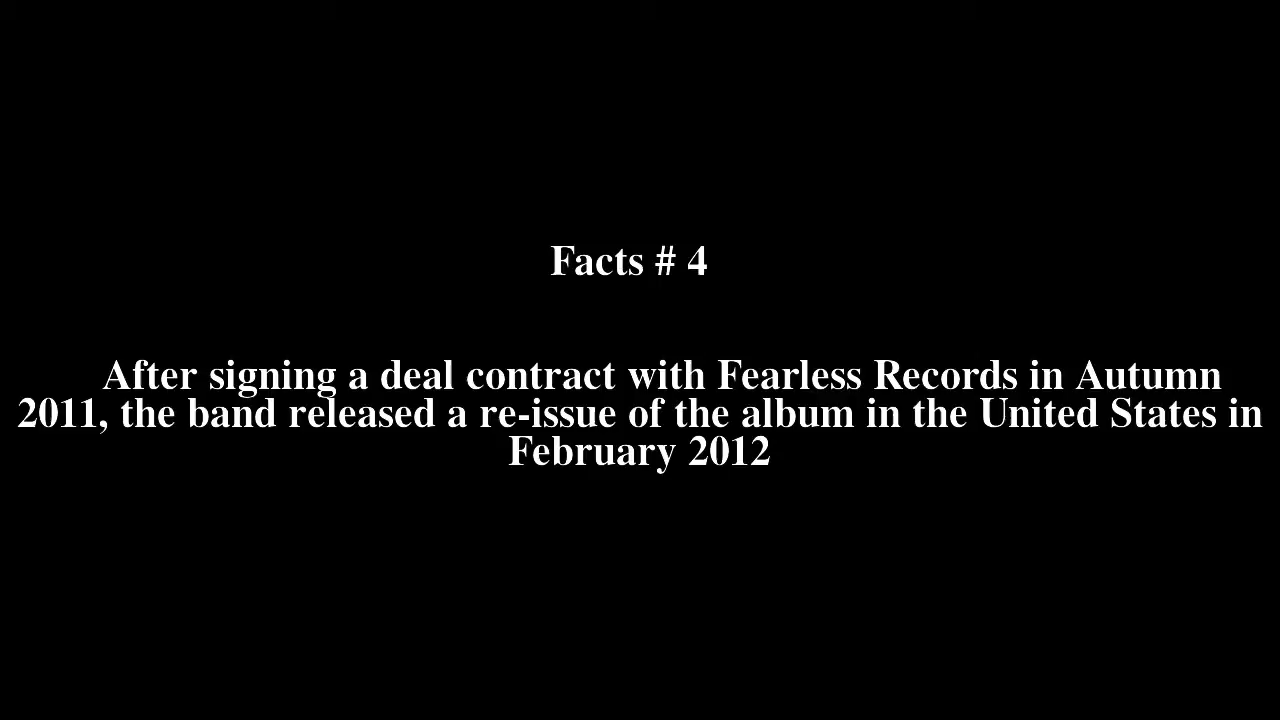 Facts # 4
After signing a deal contract with Fearless Records in Autumn
2011, the band released a re-issue of the album in the United States in
February 2012